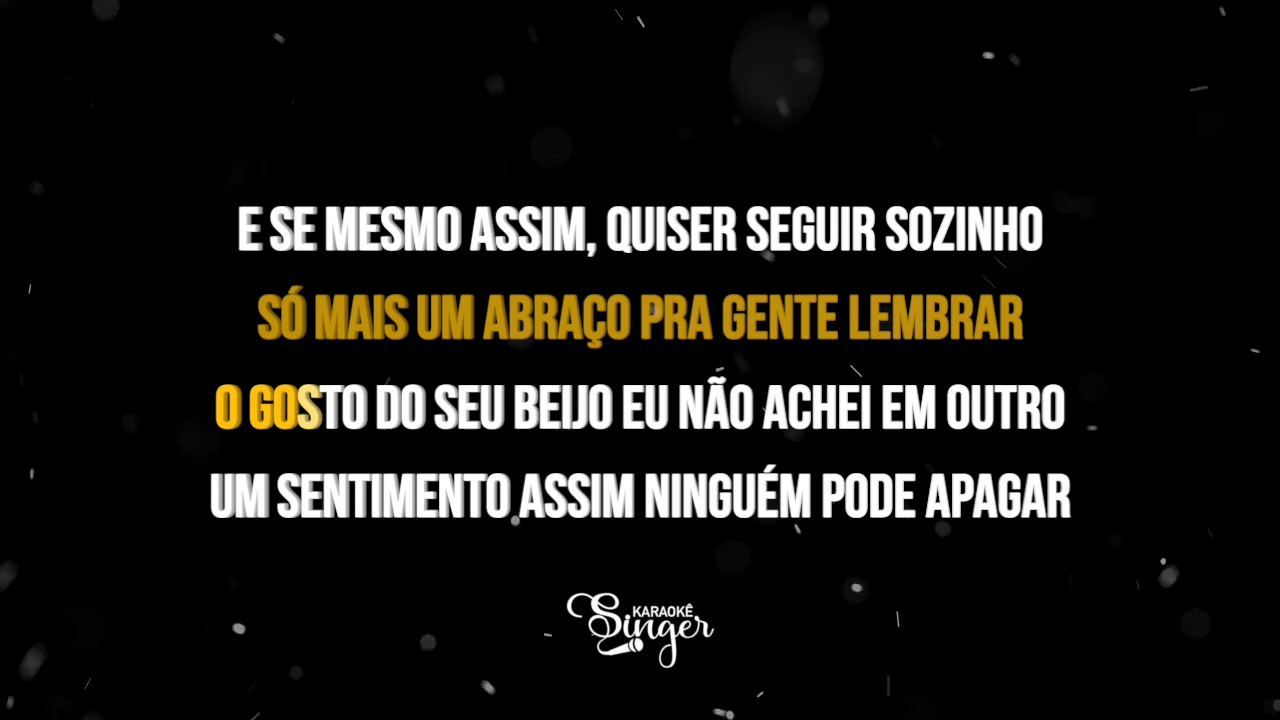 E SE MESMO ASSIM, QUISER SEGUIR SOZINHO
SÓ MAIS UM ABRAÇO PRA GENTE LEMBRAR
O GOSTO DO SEU BEIJO EU NÃO ACHEI EM OUTRO
UM SENTIMENTO ASSIM NINGUÉM PODE APAGAR
KARAOKÊ
Singer